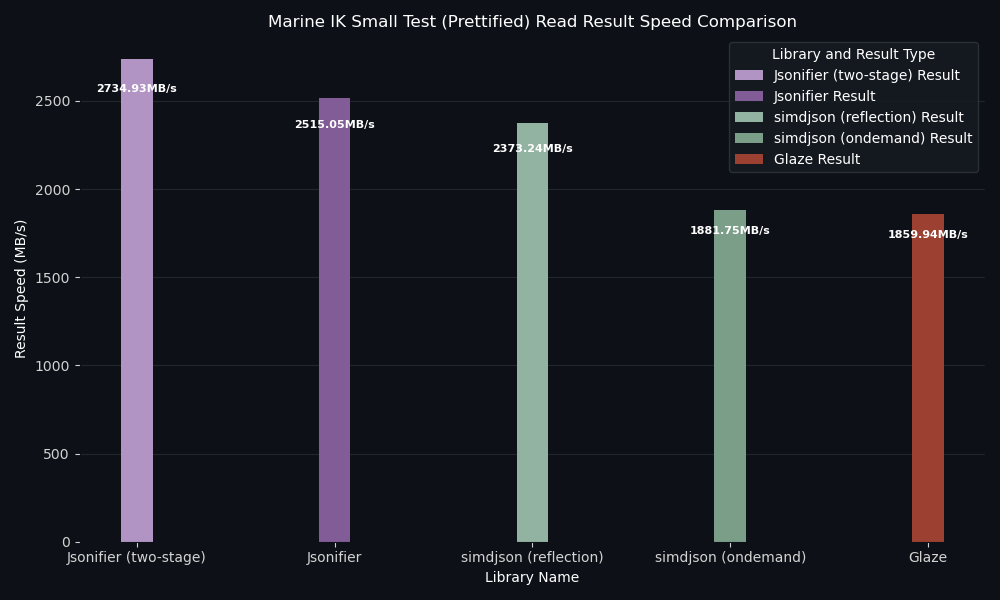 Marine IK Small Test (Prettified) Read Result Speed Comparison
Library and Result Type
Jsonifier (two-stage) Result
Jsonifier Result
simdjson (reflection) Result
simdjson (ondemand) Result
Glaze Result
2734.93MB/s
2515.05MB/s
2373.24MB/s
1881.75MB/s
1859.94MB/s
Result Speed (MB/s)
2500
2000
1500
1000
500
0
Jsonifier (two-stage)
Jsonifier
simdjson (reflection)
simdjson (ondemand)
Glaze
Library Name